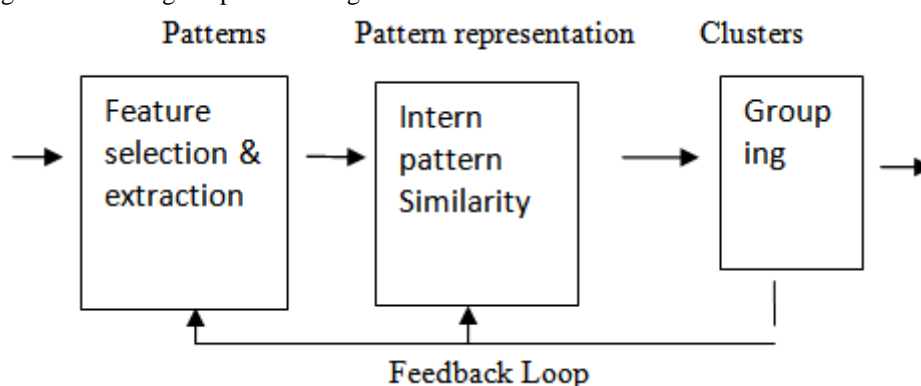 Patterns Pattern representation Clusters
Feature
selection &
extraction
Intern
pattern
Similarity
Group
ing
Feedback Loop